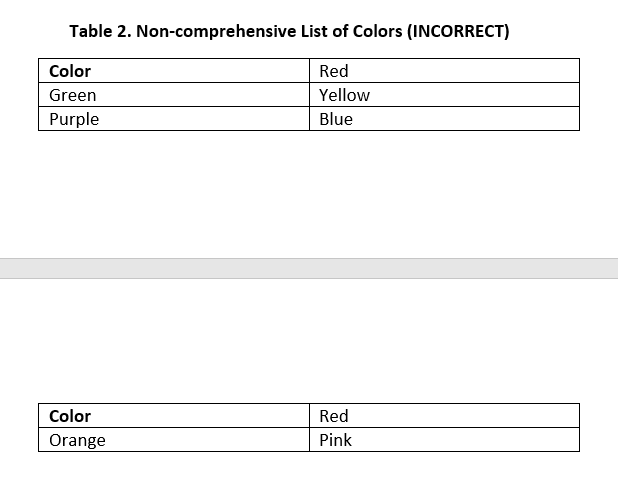 Table 2. Non-comprehensive List of Colors (INCORRECT)
Color Red
Green Yellow
Purple Blue
Color Red
Orange Pink